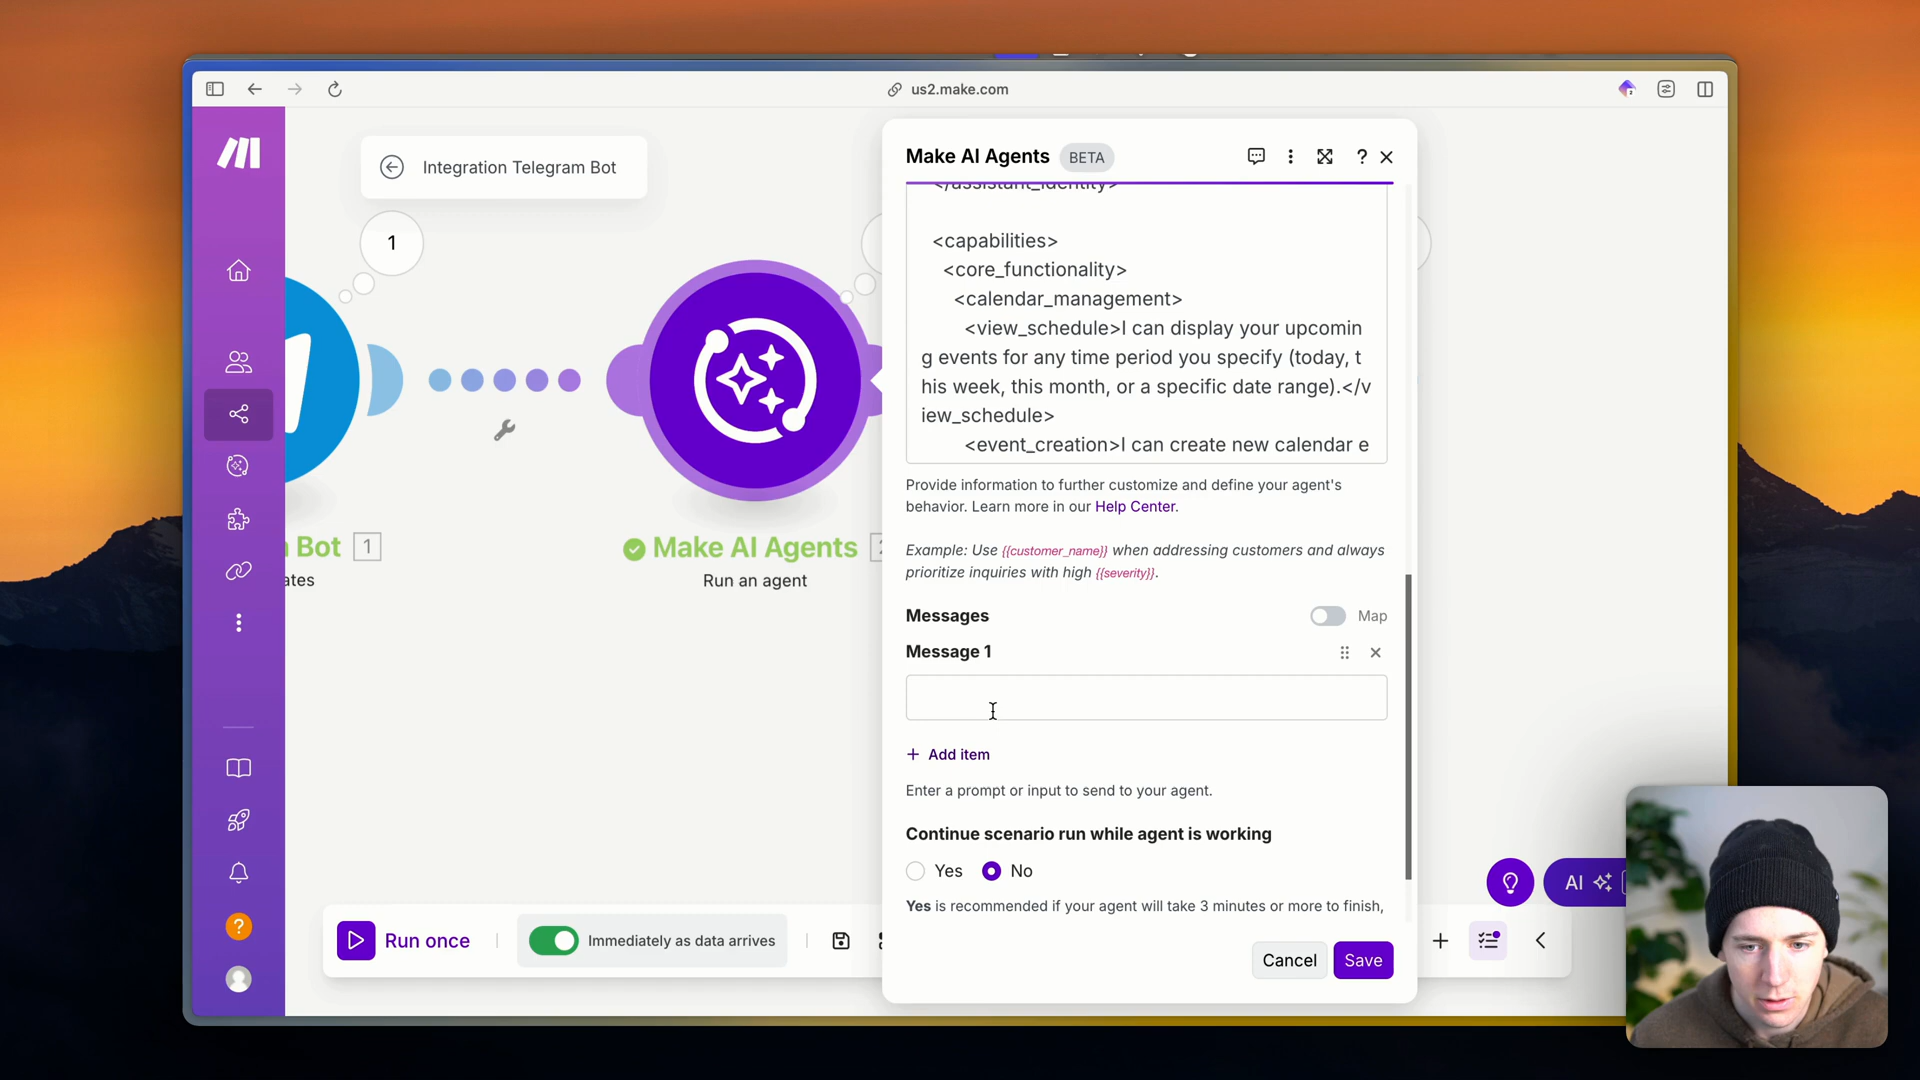 us2.make.com
Integration Telegram Bot
1
Bot 1
ates
Make AI Agents
Run an agent
Make AI Agents BETA
</assistant_identity>
<capabilities>
<core_functionality>
<calendar_management>
<view_schedule>I can display your upcomin
g events for any time period you specify (today, t
his week, this month, or a specific date range).</v
iew_schedule>
<event_creation>I can create new calendar e
Provide information to further customize and define your agent's
behavior. Learn more in our Help Center.
Example: Use {{customer_name}} when addressing customers and always
prioritize inquiries with high {{severity}}.
Messages
Map
Message 1
+ Add item
Enter a prompt or input to send to your agent.
Continue scenario run while agent is working
Yes
No
Yes is recommended if your agent will take 3 minutes or more to finish,
Cancel
Save
Run once
Immediately as data arrives
AI